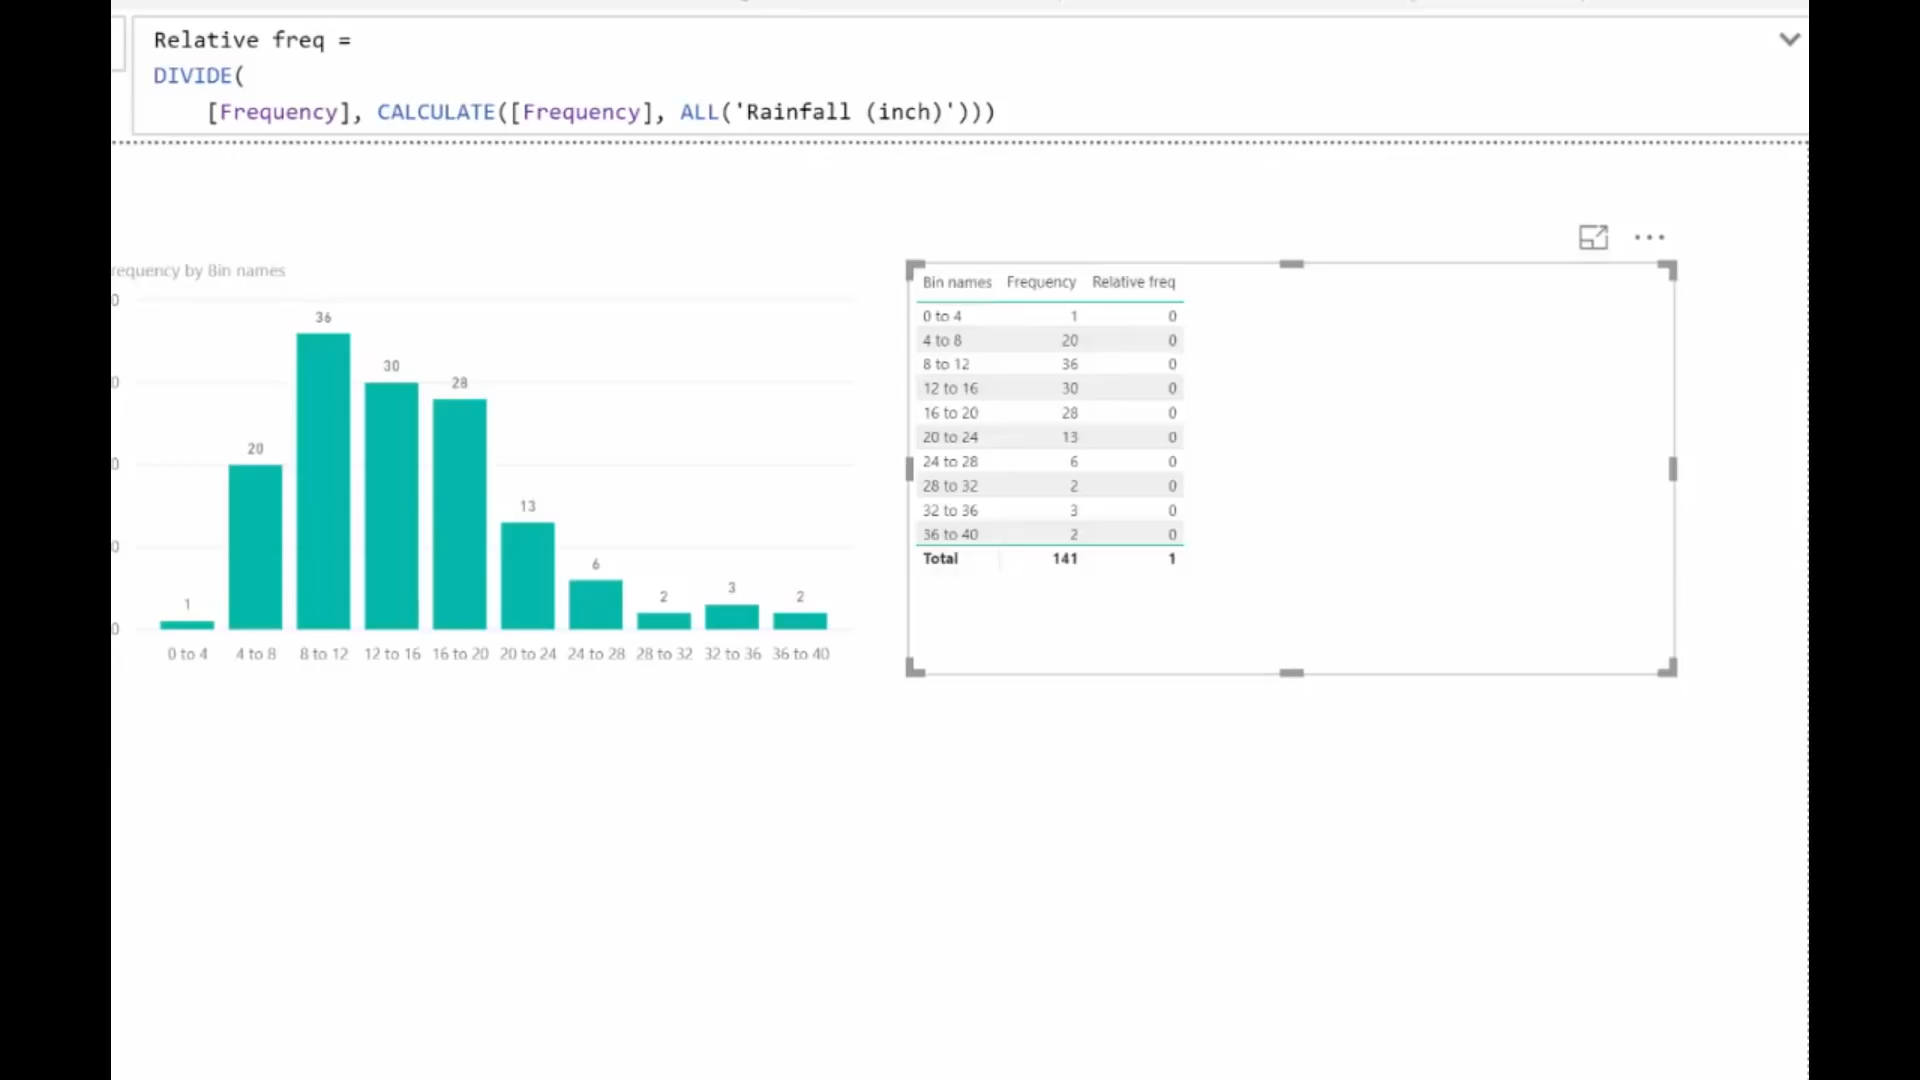 Relative freq =
DIVIDE(
[Frequency], CALCULATE([Frequency], ALL('Rainfall (inch)')))
requency by Bin names
0
36
0
30
28
20
0
13
0
6
1
2
3
2
0
0 to 4 4 to 8 8 to 12 12 to 16 16 to 20 20 to 24 24 to 28 28 to 32 32 to 36 36 to 40
Bin names Frequency Relative freq
0 to 4 1 0
4 to 8 20 0
8 to 12 36 0
12 to 16 30 0
16 to 20 28 0
20 to 24 13 0
24 to 28 6 0
28 to 32 2 0
32 to 36 3 0
36 to 40 2 0
Total 141 1